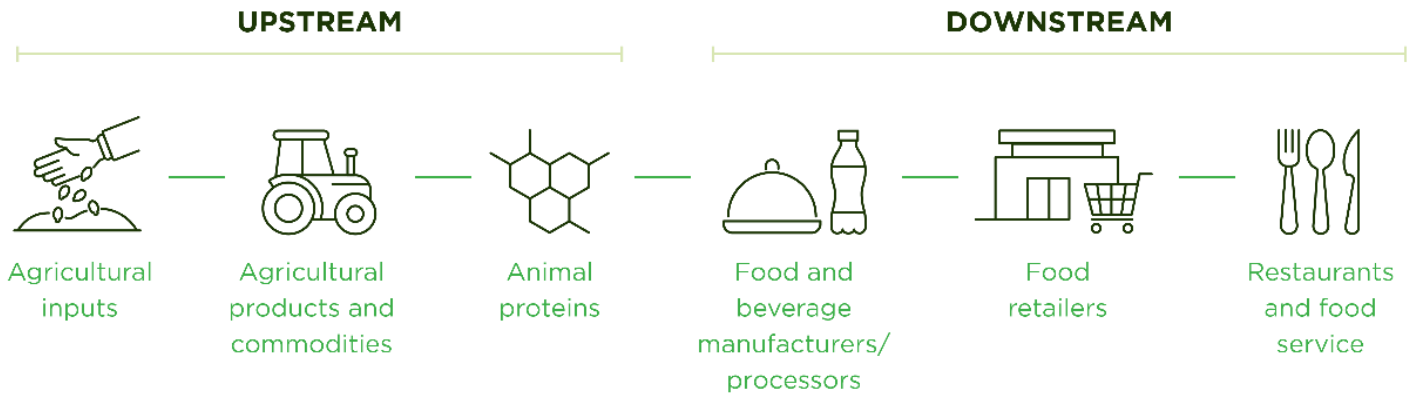 UPSTREAM
DOWNSTREAM
Agricultural
inputs
Agricultural
products and
commodities
Animal
proteins
Food and
beverage
manufacturers/
processors
Food
retailers
Restaurants
and food
service